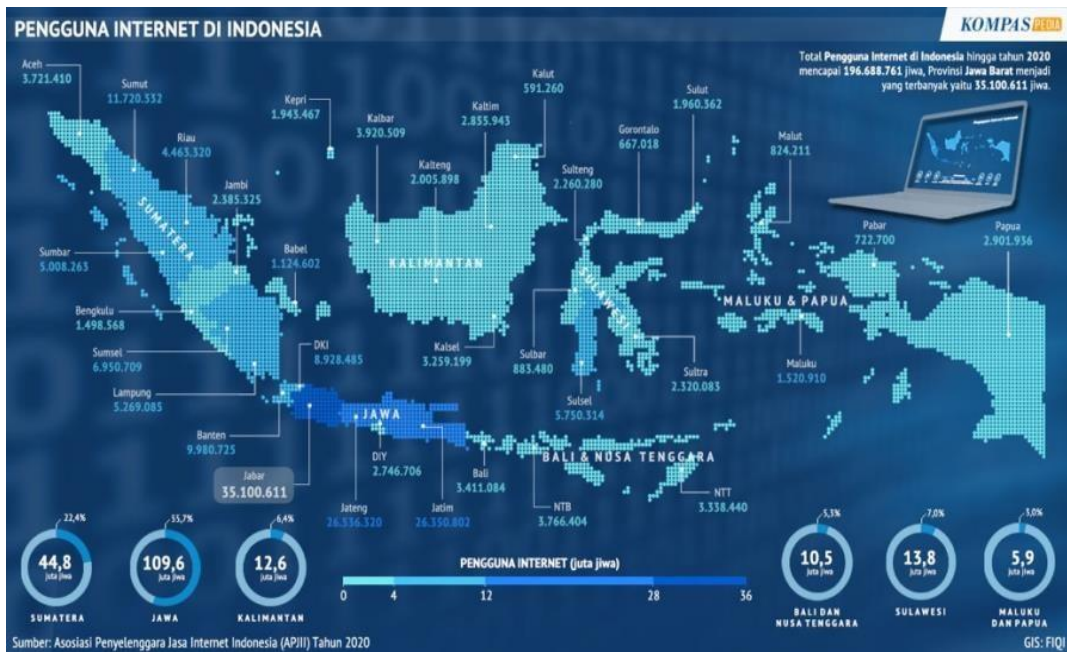 PENGGUNA INTERNET DI INDONESIA
KOMPAS PEDIA
Total Pengguna Internet di Indonesia hingga tahun 2020
mencapai 196.688.761 jiwa, Provinsi Jawa Barat menjadi
yang terbanyak yaitu 35.100.611 jiwa.
Aceh
3.721.410
Sumut
11.720.332
Riau
4.463.320
Jambi
2.385.325
Kepri
1.943.467
Kalbar
3.920.509
Kalteng
2.005.898
Kaltim
2.855.943
Kalut
591.260
Sulteng
2.260.280
Gorontalo
667.018
Sulut
1.960.362
Malut
824.211
Pabar
722.700
Papua
2.901.936
Sumbar
5.008.263
SUMATERA
Babel
1.124.602
KALIMANTAN
SULAWESI
MALUKU & PAPUA
Bengkulu
1.498.568
Sumsel
6.950.709
Lampung
5.269.085
DKI
8.928.485
Kalsel
3.259.199
Sulbar
883.480
Sultra
2.320.083
Maluku
1.520.910
Sulsel
5.750.314
Banten
9.980.725
JAWA
DIY
2.746.706
Bali
3.411.084
BALI & NUSA TENGGARA
Jabar
35.100.611
Jateng
26.536.320
Jatim
26.350.802
NTB
3.766.404
NTT
3.338.440
22,4%
44,8
juta jiwa
SUMATERA
55,7%
109,6
juta jiwa
JAWA
6,4%
12,6
juta jiwa
KALIMANTAN
PENGGUNA INTERNET (juta jiwa)
0 4 12 28 36
5,3%
10,5
juta jiwa
BALI DAN
NUSA TENGGARA
7,0%
13,8
juta jiwa
SULAWESI
3,0%
5,9
juta jiwa
MALUKU
DAN PAPUA
Sumber: Asosiasi Penyelenggara Jasa Internet Indonesia (APJII) Tahun 2020
GIS: FIQI